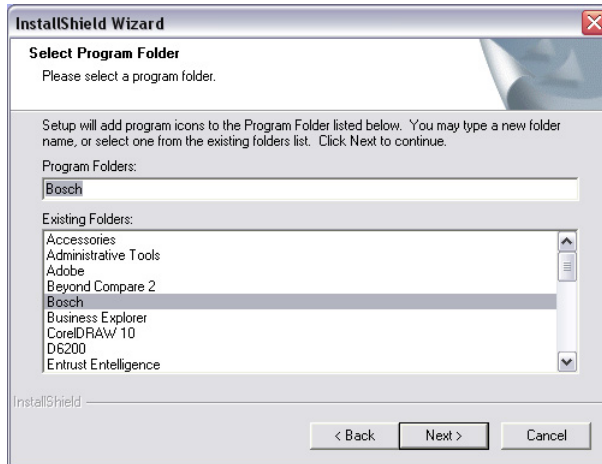 InstallShield Wizard
Select Program Folder
Please select a program folder.
Setup will add program icons to the Program Folder listed below. You may type a new folder
name, or select one from the existing folders list. Click Next to continue.
Program Folders:
Bosch
Existing Folders:
Accessories
Administrative Tools
Adobe
Beyond Compare 2
Bosch
Business Explorer
CorelDRAW 10
D6200
Entrust Entelligence
InstallShield
< Back Next > Cancel